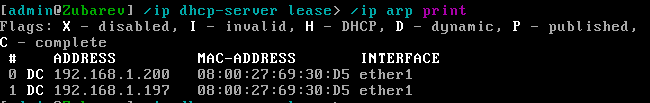 [admin@Zubarev] /ip dhcp-server lease> /ip arp print
Flags: X - disabled, I - invalid, H - DHCP, D - dynamic, P - published,
C - complete
# ADDRESS MAC-ADDRESS INTERFACE
0 DC 192.168.1.200 08:00:27:69:30:D5 ether1
1 DC 192.168.1.197 08:00:27:69:30:D5 ether1